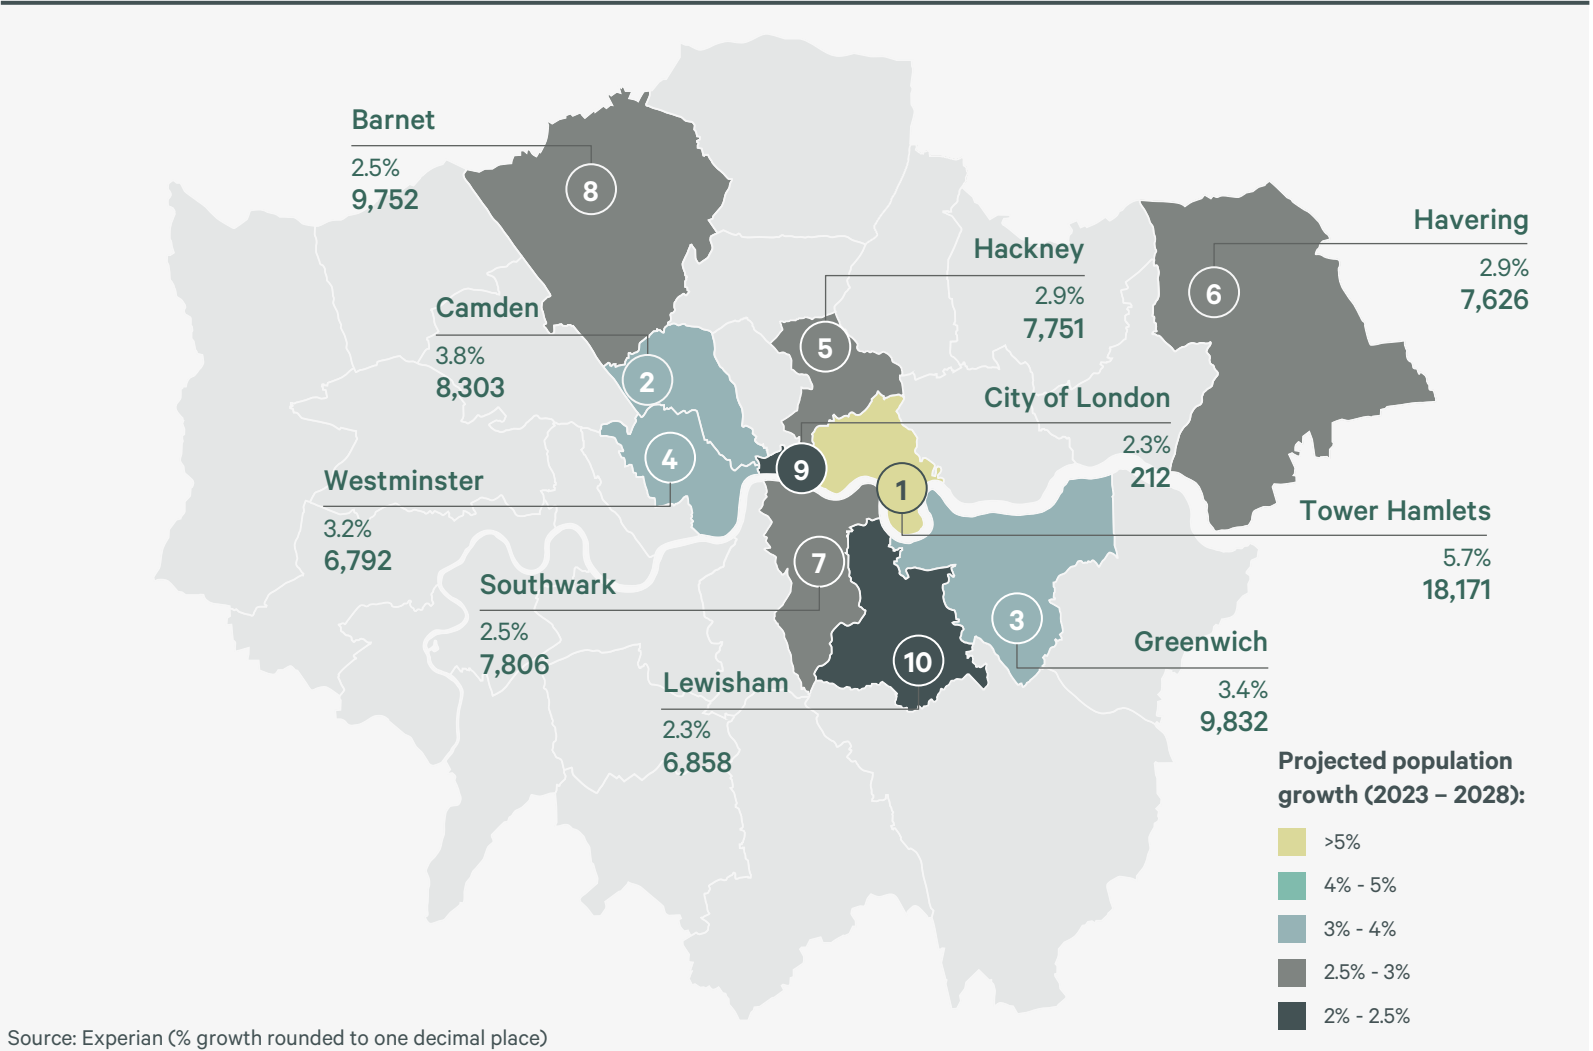 Barnet
2.5%
9,752
8
Havering
2.9%
7,626
6
Hackney
2.9%
7,751
5
Camden
3.8%
8,303
2
City of London
2.3%
212
9
Westminster
3.2%
6,792
4
Tower Hamlets
5.7%
18,171
1
Southwark
2.5%
7,806
7
Greenwich
3.4%
9,832
3
Lewisham
2.3%
6,858
10
Projected population
growth (2023 – 2028):
>5%
4% - 5%
3% - 4%
2.5% - 3%
2% - 2.5%
Source: Experian (% growth rounded to one decimal place)